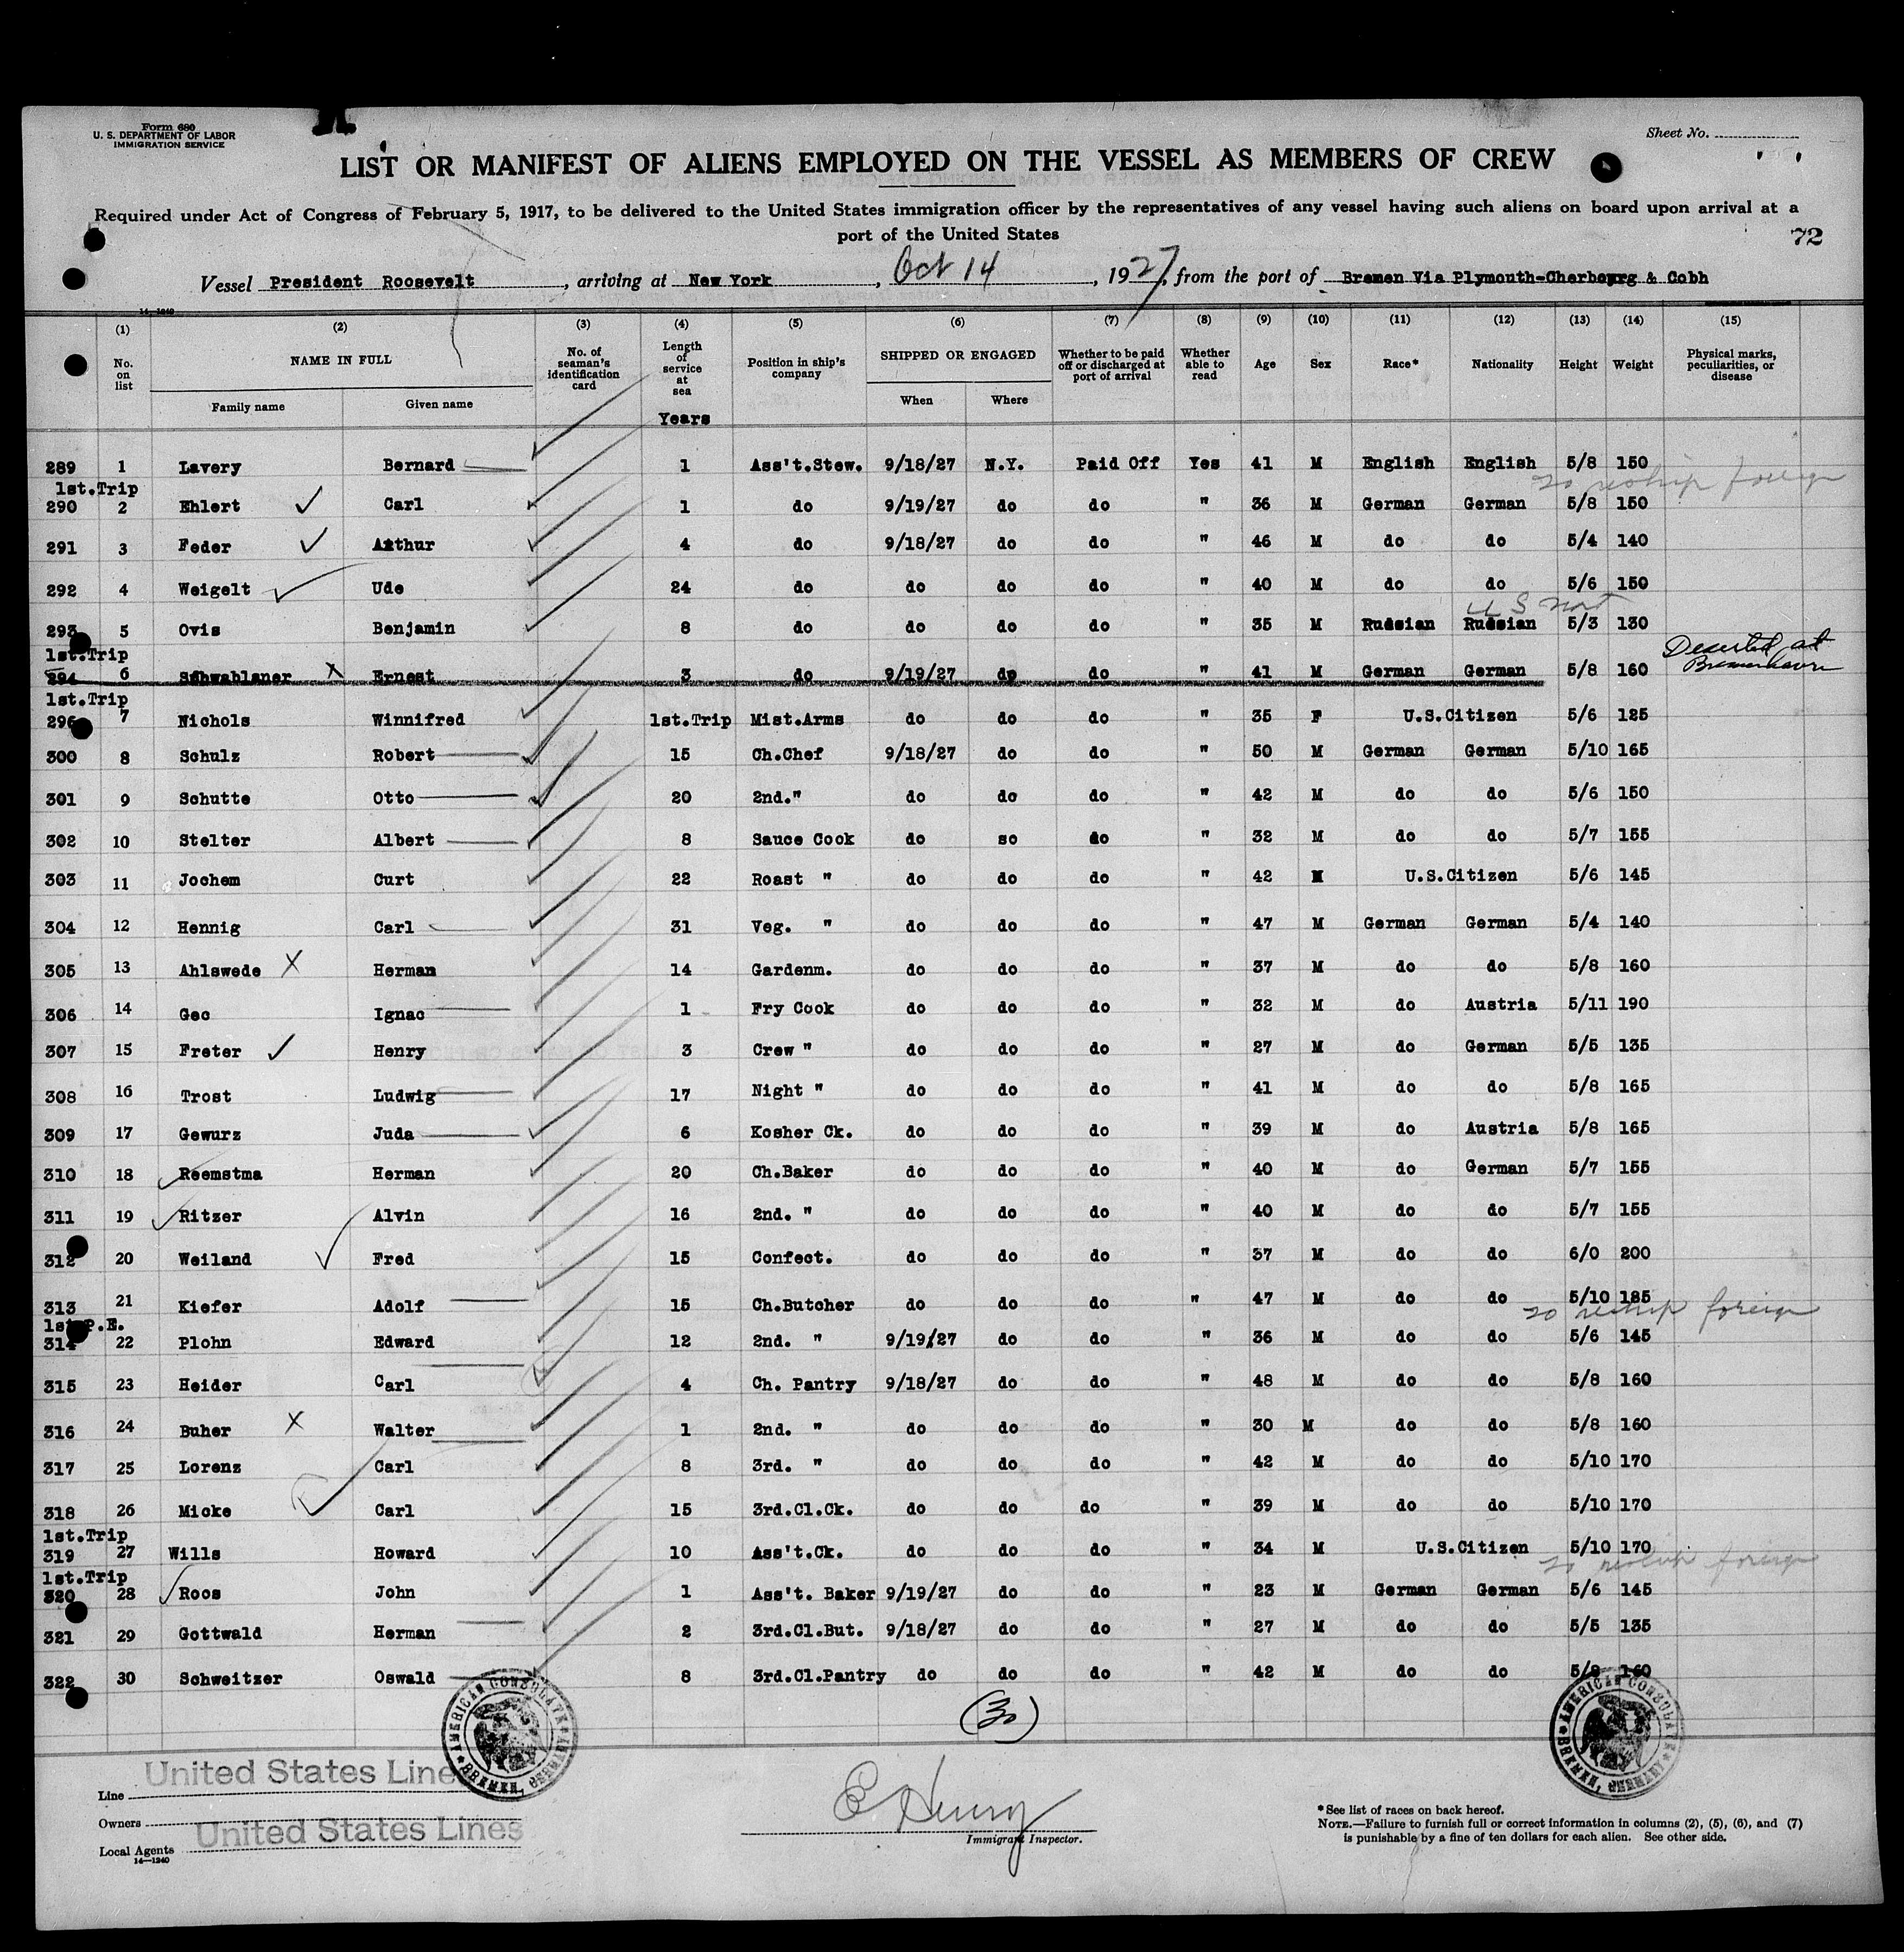 Form 680
U. S. DEPARTMENT OF LABOR
IMMIGRATION SERVICE
Sheet No.
LIST OR MANIFEST OF ALIENS EMPLOYED ON THE VESSEL AS MEMBERS OF CREW
Required under Act of Congress of February 5, 1917, to be delivered to the United States immigration officer by the representatives of any vessel having such aliens on board upon arrival at a
port of the United States
72
Vessel President Roosevelt, arriving at New York, Oct 14, 1927, from the port of Bremen Via Plymouth-Cherbourg & Cobh
14-1240
(1) (2) (3) (4) (5) (6) (7) (8) (9) (10) (11) (12) (13) (14) (15)
No. on list NAME IN FULL Family name Given name No. of seaman's identification card Length of service at sea Years Position in ship's company SHIPPED OR ENGAGED When Where Whether to be paid off or discharged at port of arrival Whether able to read Age Sex Race* Nationality Height Weight Physical marks, peculiarities, or disease
289 1 Lavery Bernard 1 Ass't.Stew. 9/18/27 N.Y. Paid Off Yes 41 M English English 5/8 150
1st.Trip to reship foreign
290 2 Ehlert Carl 1 do 9/19/27 do do " 36 M German German 5/8 150
291 3 Feder Arthur 4 do 9/18/27 do do " 46 M do do 5/4 140
292 4 Weigelt Ude 24 do do do do " 40 M do do 5/6 150
U S
293 5 Ovis Benjamin 8 do do do do " 35 M Russian Russian 5/3 130
1st.Trip Deserted at Bremenhaven
294 6 Schwablaner Ernest 3 do 9/19/27 do do " 41 M German German 5/8 160
1st.Trip
296 7 Nichols Winnifred 1st.Trip Mist.Arms do do do " 35 F U.S.Citizen 5/6 125
300 8 Schulz Robert 15 Ch.Chef 9/18/27 do do " 50 M German German 5/10 165
301 9 Schutte Otto 20 2nd." do do do " 42 M do do 5/6 150
302 10 Stelter Albert 8 Sauce Cook do so do " 32 M do do 5/7 155
303 11 Jochem Curt 22 Roast " do do do " 42 M U.S.Citizen 5/6 145
304 12 Hennig Carl 31 Veg. " do do do " 47 M German German 5/4 140
305 13 Ahlswede Herman 14 Gardenm. do do do " 37 M do do 5/8 160
306 14 Gec Ignac 1 Fry Cook do do do " 32 M do Austria 5/11 190
307 15 Freter Henry 3 Crew " do do do " 27 M do German 5/5 135
308 16 Trost Ludwig 17 Night " do do do " 41 M do do 5/8 165
309 17 Gewurz Juda 6 Kosher Ck. do do do " 39 M do Austria 5/8 165
310 18 Reemstma Herman 20 Ch.Baker do do do " 40 M do German 5/7 155
311 19 Ritzer Alvin 16 2nd. " do do do " 40 M do do 5/7 155
312 20 Weiland Fred 15 Confect. do do do " 37 M do do 6/0 200
313 21 Kiefer Adolf 15 Ch.Butcher do do do " 47 M do do 5/10 185
1st P.E. to reship foreign
314 22 Plohn Edward 12 2nd. " 9/19/27 do do " 36 M do do 5/6 145
315 23 Heider Carl 4 Ch. Pantry 9/18/27 do do " 48 M do do 5/8 160
316 24 Buher Walter 1 2nd. " do do do " 30 M do do 5/8 160
317 25 Lorenz Carl 8 3rd. " do do do " 42 M do do 5/10 170
318 26 Micke Carl 15 3rd.Cl.Ck. do do do " 39 M do do 5/10 170
1st.Trip
319 27 Wills Howard 10 Ass't.Ck. do do do " 34 M U.S.Citizen 5/10 170
1st.Trip to reship foreign
320 28 Roos John 1 Ass't. Baker 9/19/27 do do " 23 M German German 5/6 145
321 29 Gottwald Herman 2 3rd.Cl.But. 9/18/27 do do " 27 M do do 5/5 135
322 30 Schweitzer Oswald 8 3rd.Cl.Pantry do do do " 42 M do do 5/8 160
(30)
AMERICAN CONSULATE BREMEN, GERMANY
AMERICAN CONSULATE BREMEN, GERMANY
Line United States Line
Owners
United States Lines
Local Agents
14-1240
E Henry
Immigrant Inspector.
*See list of races on back hereof.
NOTE.—Failure to furnish full or correct information in columns (2), (5), (6), and (7)
is punishable by a fine of ten dollars for each alien. See other side.